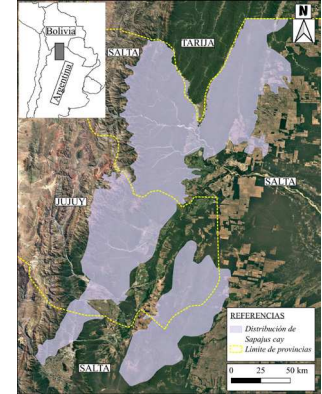 N
Bolivia
Argentina
SALTA
TARIJA
SALTA
JUJUY
SALTA
REFERENCIAS
Distribución de
Sapajus cay
Límite de provincias
0 25 50 km